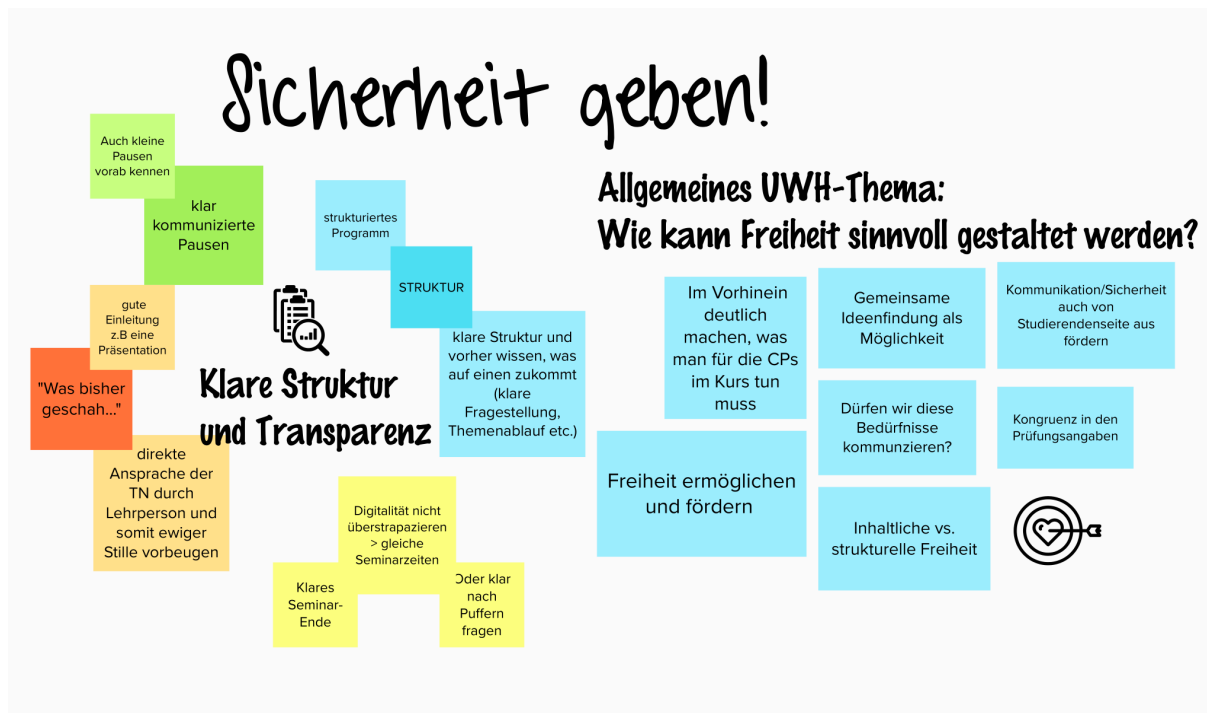 Sicherheit geben!
Auch kleine
Pausen
vorab kennen
klar
kommunizierte
Pausen
strukturiertes
Programm
STRUKTUR
klare Struktur und
vorher wissen, was
auf einen zukommt
(klare
Fragestellung,
Themenablauf etc.)
gute
Einleitung
z.B eine
Präsentation
"Was bisher
geschah..."
direkte
Ansprache der
TN durch
Lehrperson und
somit ewiger
Stille vorbeugen
Klare Struktur
und Transparenz
Digitalität nicht
überstrapazieren
> gleiche
Seminarzeiten
Klares
Seminar-
Ende
Oder klar
nach
Puffern
fragen
Allgemeines UWH-Thema:
Wie kann Freiheit sinnvoll gestaltet werden?
Im Vorhinein
deutlich
machen, was
man für die CPs
im Kurs tun
muss
Gemeinsame
Ideenfindung als
Möglichkeit
Kommunikation/Sicherheit
auch von
Studierendenseite aus
fördern
Dürfen wir diese
Bedürfnisse
kommunzieren?
Kongruenz in den
Prüfungsangaben
Freiheit ermöglichen
und fördern
Inhaltliche vs.
strukturelle Freiheit